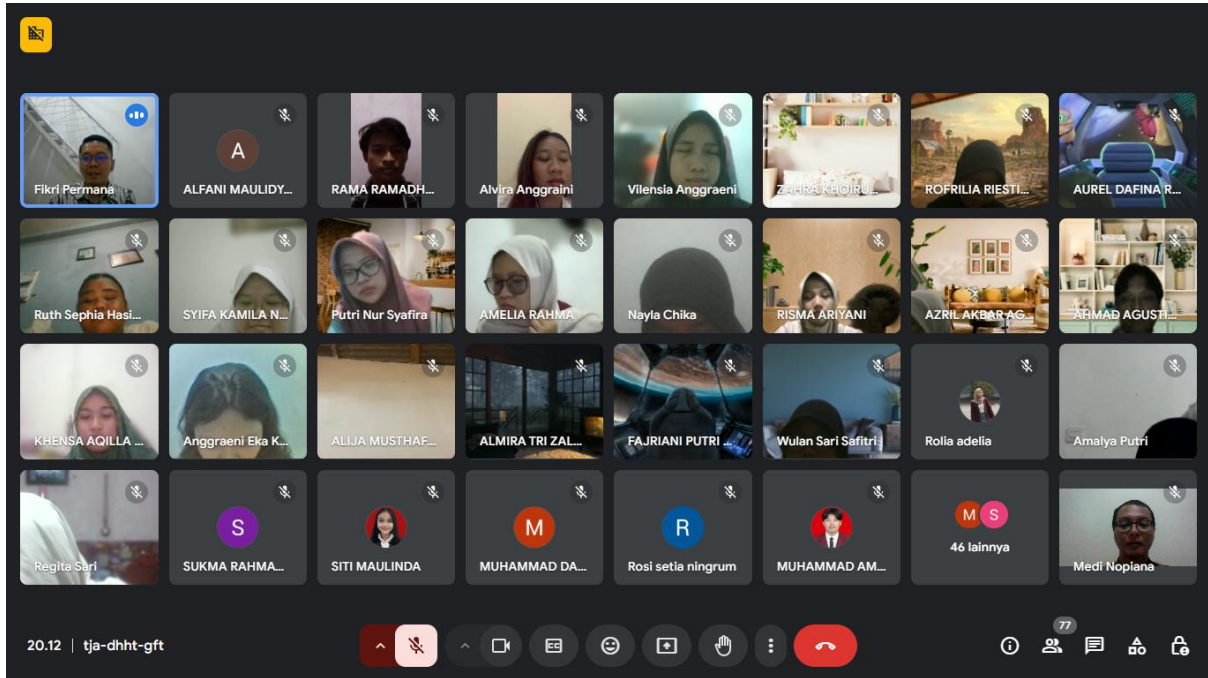 Fikri Permana
A
ALFANI MAULIDY...
RAMA RAMADH...
Alvira Anggraini
Vilensia Anggraeni
ZAHRA KHOIRU...
ROFRILIA RIESTI...
AUREL DAFINA R...
Ruth Sephia Hasi...
SYIFA KAMILA N...
Putri Nur Syafira
AMELIA RAHMA
Nayla Chika
RISMA ARIYANI
AZRIL AKBAR AG...
AHMAD AGUSTI...
KHENSA AQILLA ...
Anggraeni Eka K...
ALIJA MUSTHAF...
ALMIRA TRI ZAL...
FAJRIANI PUTRI ...
Wulan Sari Safitri
Rolia adelia
Amalya Putri
Regita Sari
S
SUKMA RAHMA...
SITI MAULINDA
M
MUHAMMAD DA...
R
Rosi setia ningrum
MUHAMMAD AM...
M S
46 lainnya
Medi Nopiana
20.12 | tja-dhht-gft
CC
77